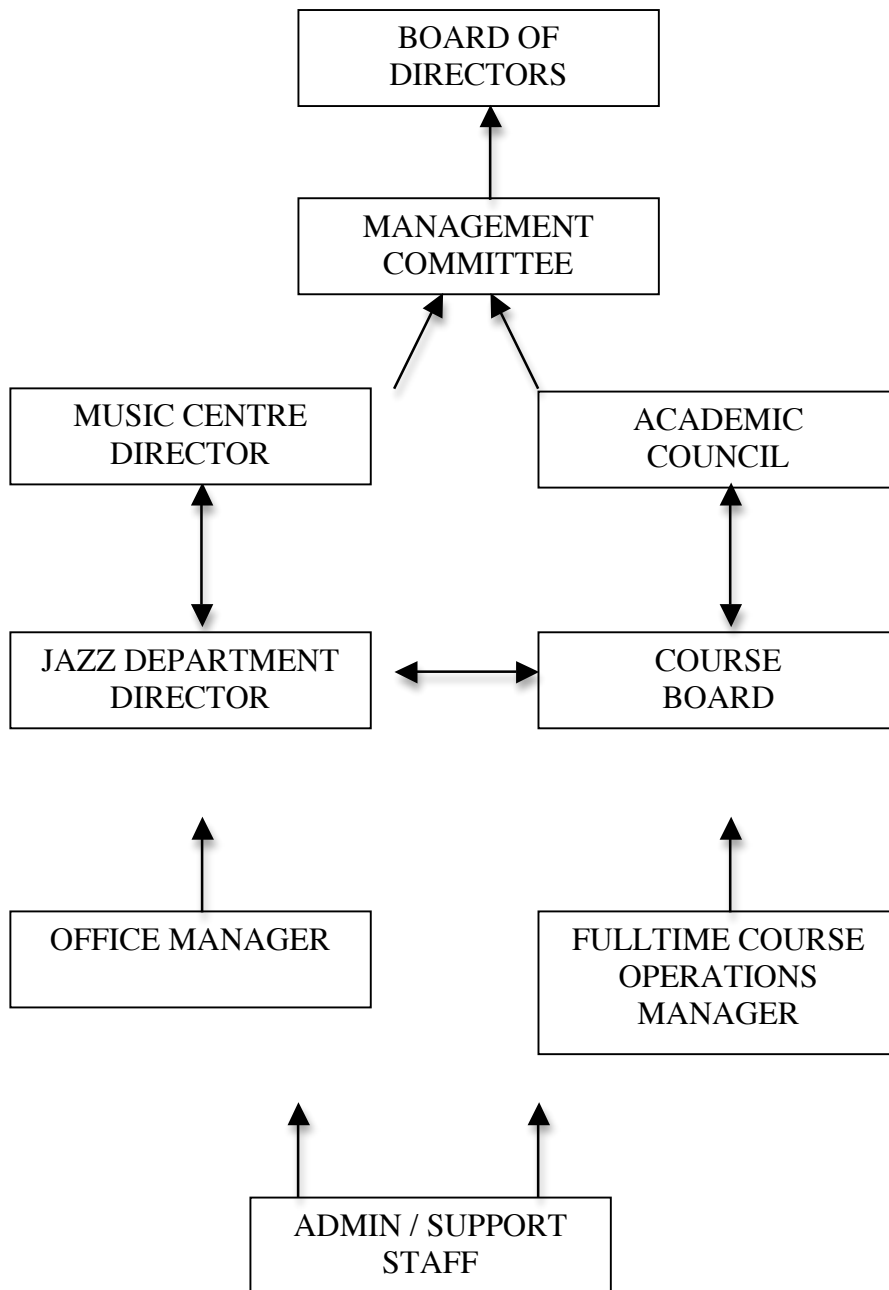 BOARD OF
DIRECTORS
MANAGEMENT
COMMITTEE
MUSIC CENTRE
DIRECTOR
ACADEMIC
COUNCIL
JAZZ DEPARTMENT
DIRECTOR
COURSE
BOARD
OFFICE MANAGER
FULLTIME COURSE
OPERATIONS
MANAGER
ADMIN / SUPPORT
STAFF